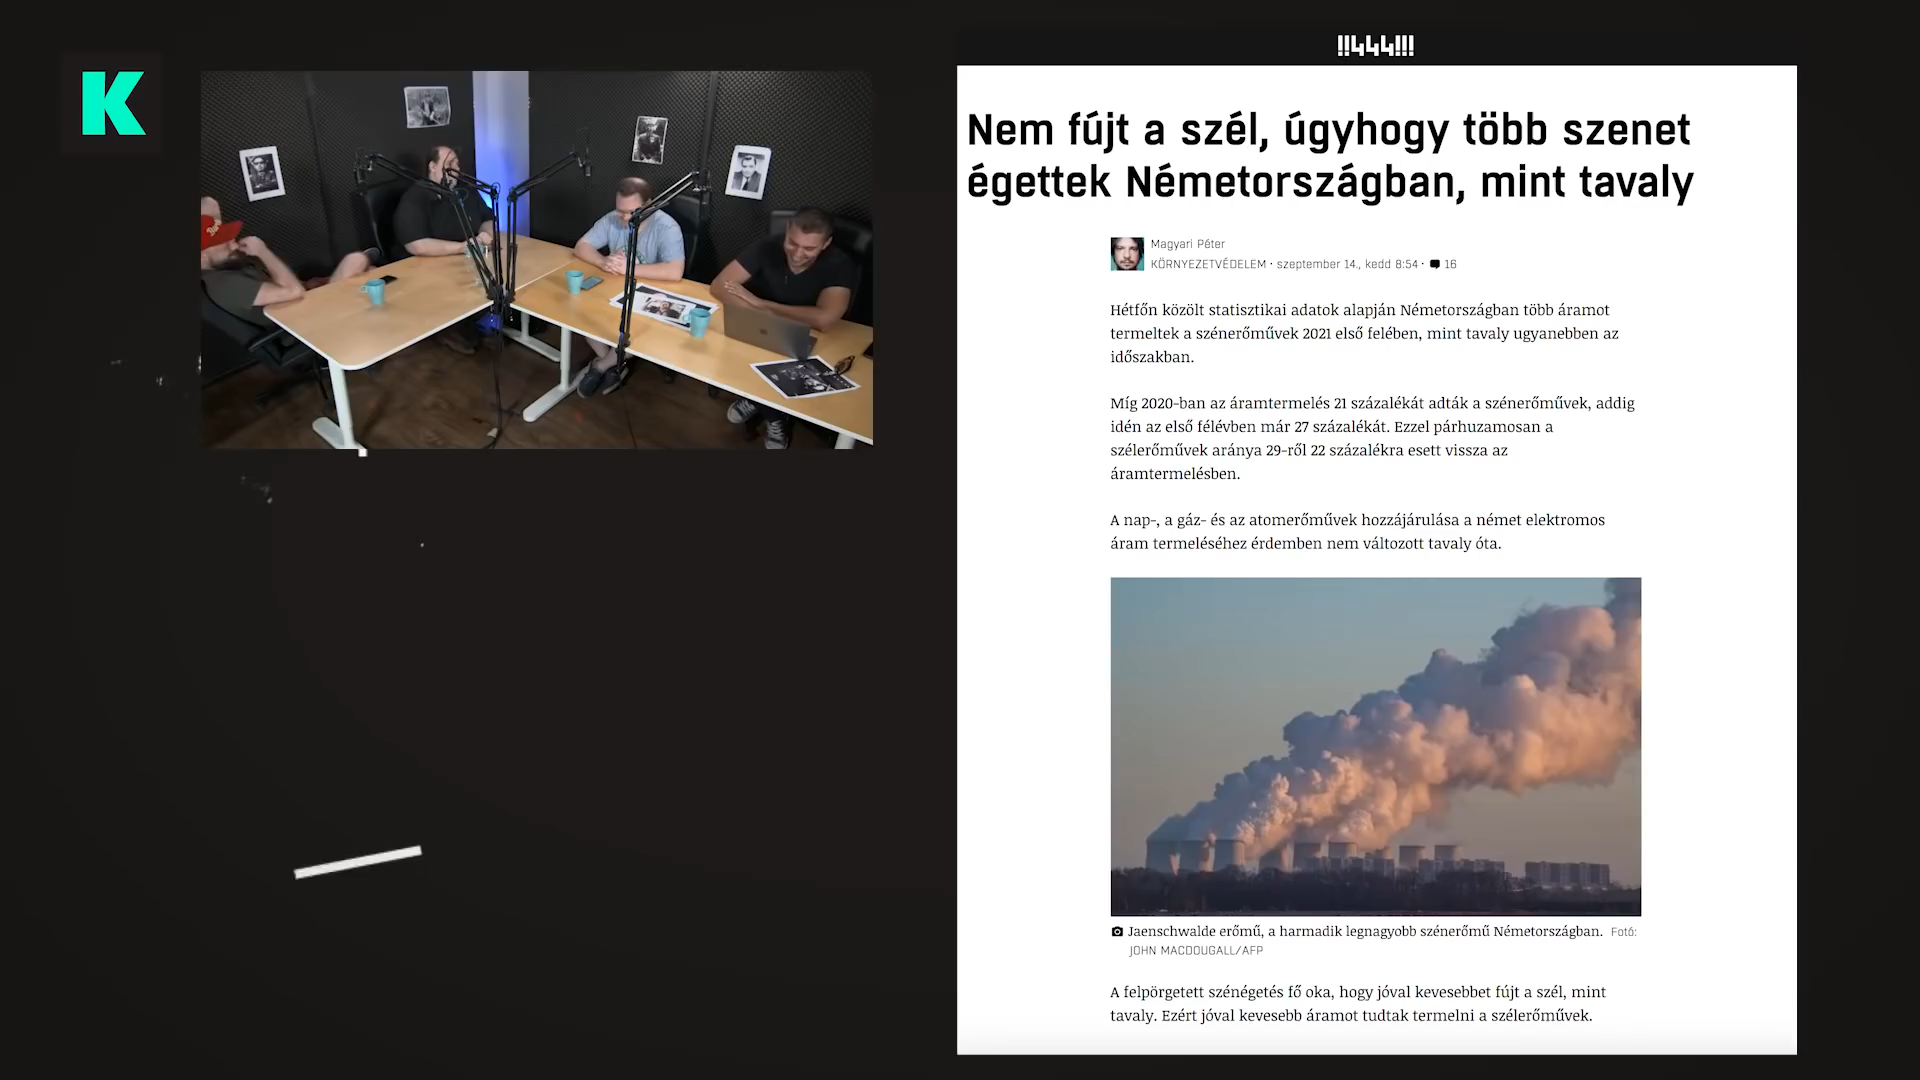 K
!!444!!!
Nem fújt a szél, úgyhogy több szenet
égettek Németországban, mint tavaly
Magyari Péter
KÖRNYEZETVÉDELEM · szeptember 14., kedd 8:54 · 16
Hétfőn közölt statisztikai adatok alapján Németországban több áramot
termeltek a szénerőművek 2021 első felében, mint tavaly ugyanebben az
időszakban.
Míg 2020-ban az áramtermelés 21 százalékát adták a szénerőművek, addig
idén az első félévben már 27 százalékát. Ezzel párhuzamosan a
szélerőművek aránya 29-ről 22 százalékra esett vissza az
áramtermelésben.
A nap-, a gáz- és az atomerőművek hozzájárulása a német elektromos
áram termeléséhez érdemben nem változott tavaly óta.
Jaenschwalde erőmű, a harmadik legnagyobb szénerőmű Németországban. Fotó:
JOHN MACDOUGALL/AFP
A felpörgetett szénégetés fő oka, hogy jóval kevesebbet fújt a szél, mint
tavaly. Ezért jóval kevesebb áramot tudtak termelni a szélerőművek.